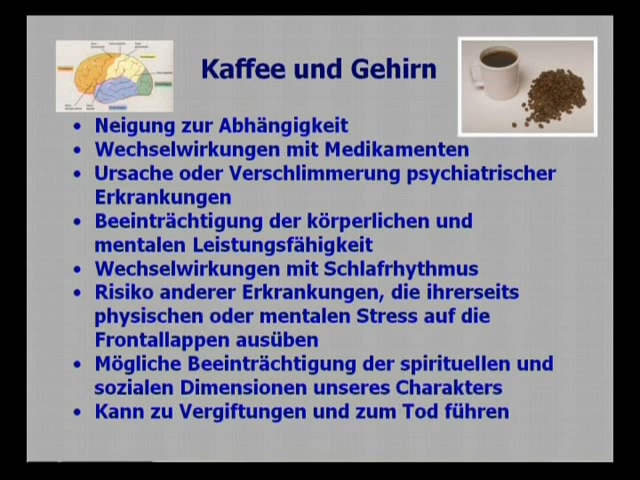 Kaffee und Gehirn
• Neigung zur Abhängigkeit
• Wechselwirkungen mit Medikamenten
• Ursache oder Verschlimmerung psychiatrischer
Erkrankungen
• Beeinträchtigung der körperlichen und
mentalen Leistungsfähigkeit
• Wechselwirkungen mit Schlafrhythmus
• Risiko anderer Erkrankungen, die ihrerseits
physischen oder mentalen Stress auf die
Frontallappen ausüben
• Mögliche Beeinträchtigung der spirituellen und
sozialen Dimensionen unseres Charakters
• Kann zu Vergiftungen und zum Tod führen